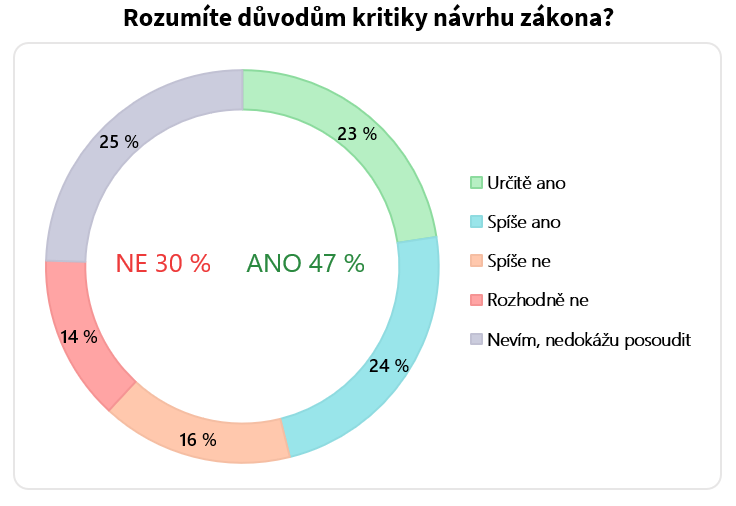 Rozumíte důvodům kritiky návrhu zákona?
25 %
23 %
NE 30 %
ANO 47 %
14 %
24 %
16 %
Určitě ano
Spíše ano
Spíše ne
Rozhodně ne
Nevím, nedokážu posoudit